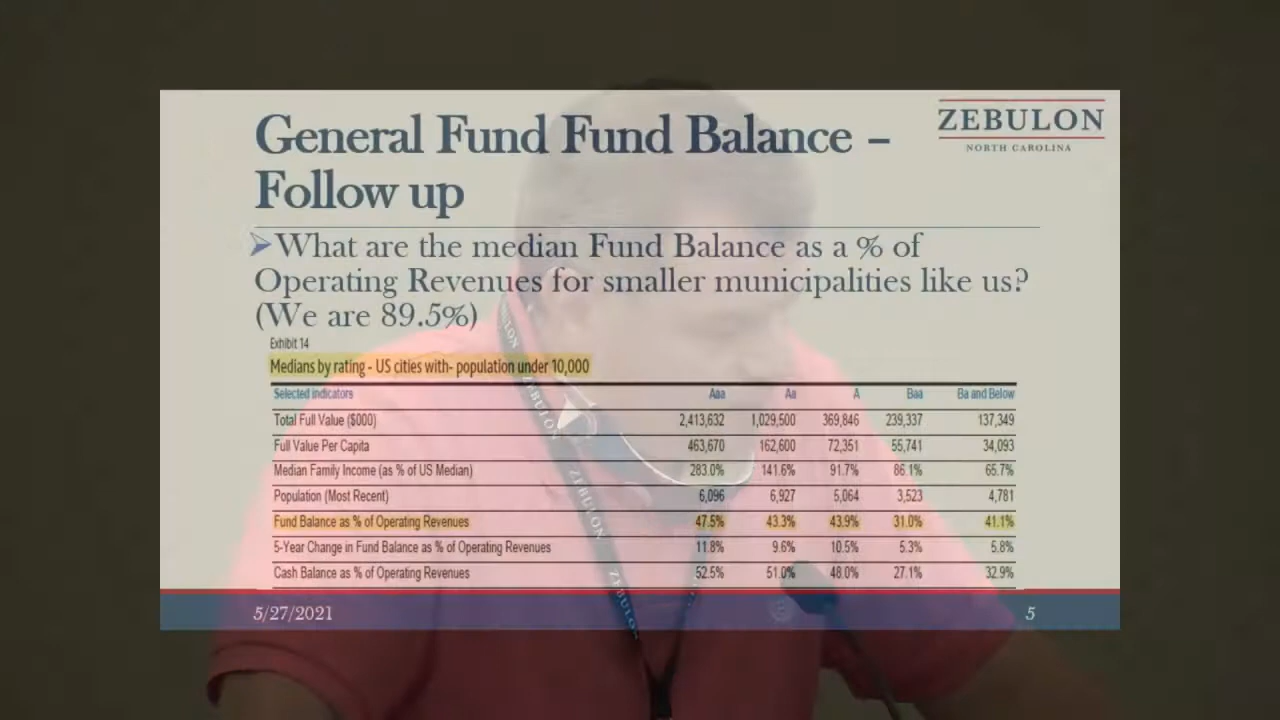 General Fund Fund Balance –
Follow up
ZEBULON
NORTH CAROLINA
What are the median Fund Balance as a % of
Operating Revenues for smaller municipalities like us?
(We are 89.5%)
Exhibit 14
Medians by rating - US cities with- population under 10,000
Selected indicators Aaa Aa A Baa Ba and Below
Total Full Value ($000) 2,413,632 1,029,500 369,846 239,337 137,349
Full Value Per Capita 463,670 162,600 72,351 55,741 34,093
Median Family Income (as % of US Median) 283.0% 141.6% 91.7% 86.1% 65.7%
Population (Most Recent) 6,096 6,927 5,064 3,523 4,781
Fund Balance as % of Operating Revenues 47.5% 43.3% 43.9% 31.0% 41.1%
5-Year Change in Fund Balance as % of Operating Revenues 11.8% 9.6% 10.5% 5.3% 5.8%
Cash Balance as % of Operating Revenues 52.5% 51.0% 48.0% 27.1% 32.9%
5/27/2021
5
ZEBULON
ZEBULON
ZEBULON